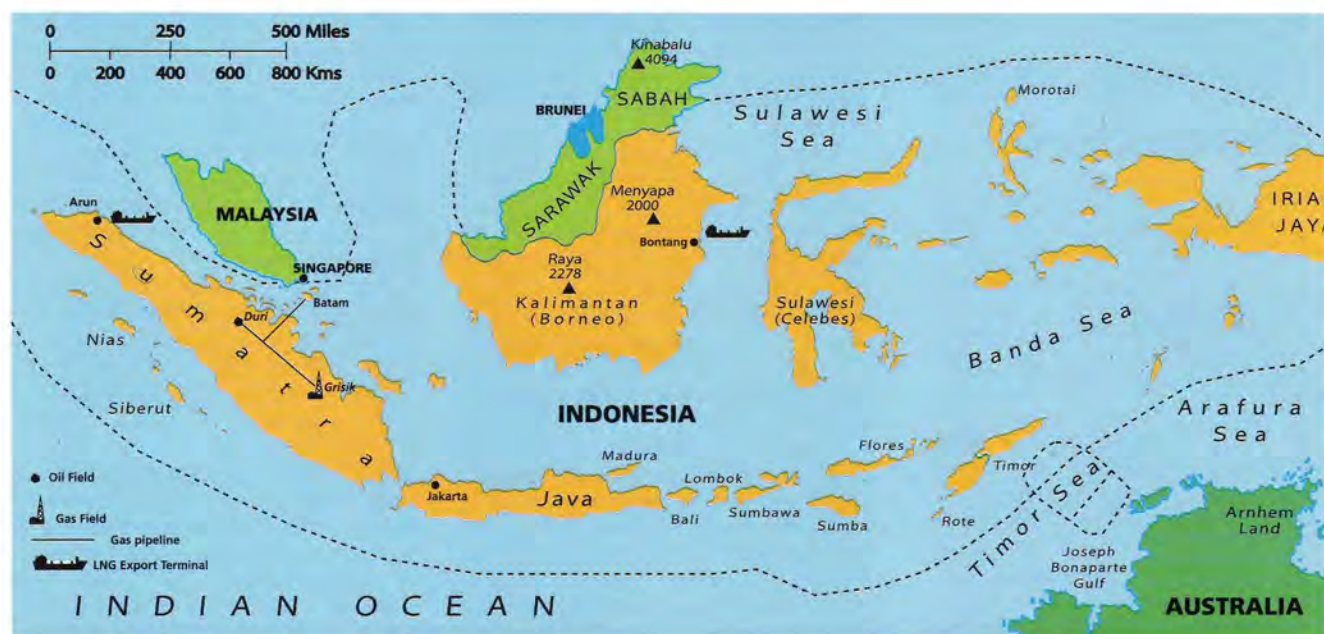 0 250 500 Miles
0 200 400 600 800 Kms
Kinabalu
4094
SABAH
BRUNEI
Sulawesi
Sea
Morotai
SARAWAK
Menyapa
2000
Arun
MALAYSIA
Bontang
IRIA
JAYA
SINGAPORE
Raya
2278
Batam
Duri
Kalimantan
(Borneo)
Sulawesi
(Celebes)
Sumatra
Nias
Banda Sea
Grisik
Siberut
INDONESIA
Arafura
Sea
Madura
Flores
Lombok
Timor
Oil Field
Jakarta
Java
Bali
Sumbawa
Sumba
Rote
Timor Sea
Arnhem
Land
Gas Field
Gas pipeline
Joseph
Bonaparte
Gulf
LNG Export Terminal
INDIAN OCEAN
AUSTRALIA